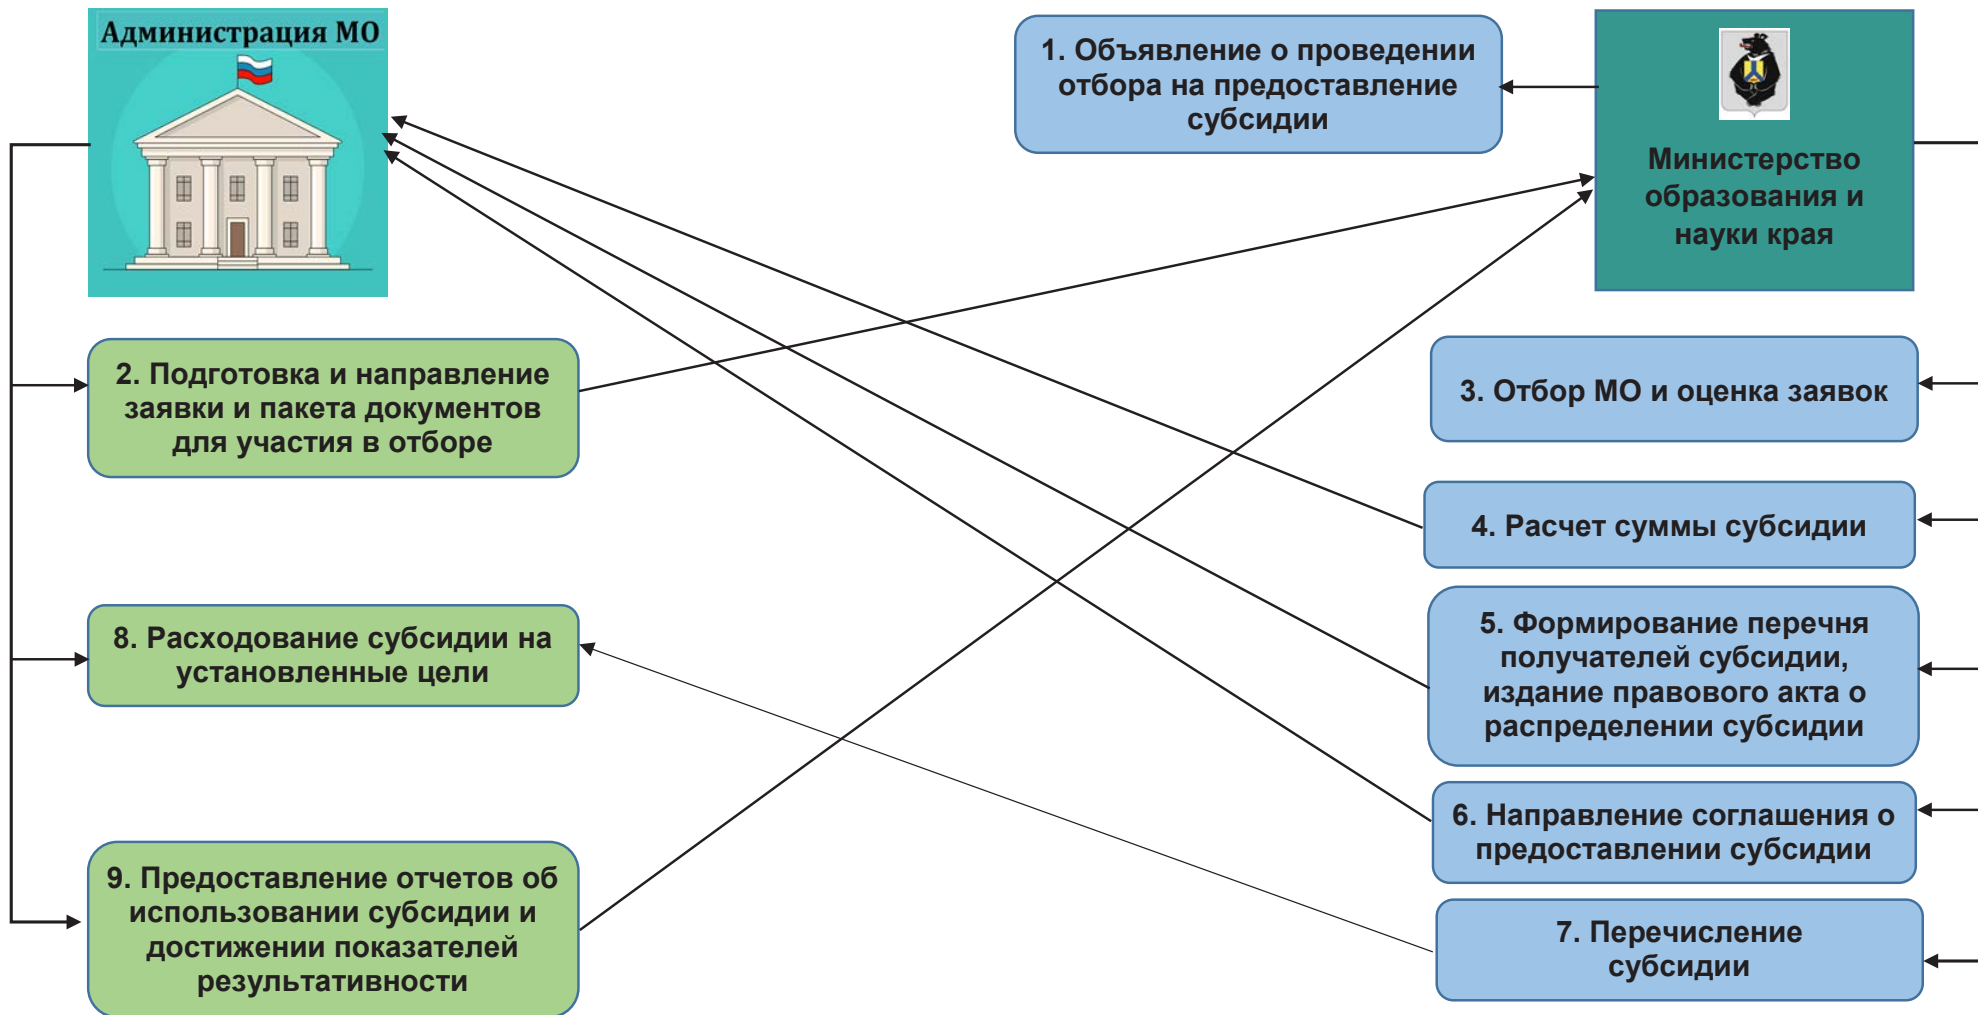 Администрация МО
1. Объявление о проведении
отбора на предоставление
субсидии
Министерство
образования и
науки края
2. Подготовка и направление
заявки и пакета документов
для участия в отборе
3. Отбор МО и оценка заявок
4. Расчет суммы субсидии
5. Формирование перечня
получателей субсидии,
издание правового акта о
распределении субсидии
8. Расходование субсидии на
установленные цели
6. Направление соглашения о
предоставлении субсидии
9. Предоставление отчетов об
использовании субсидии и
достижении показателей
результативности
7. Перечисление
субсидии